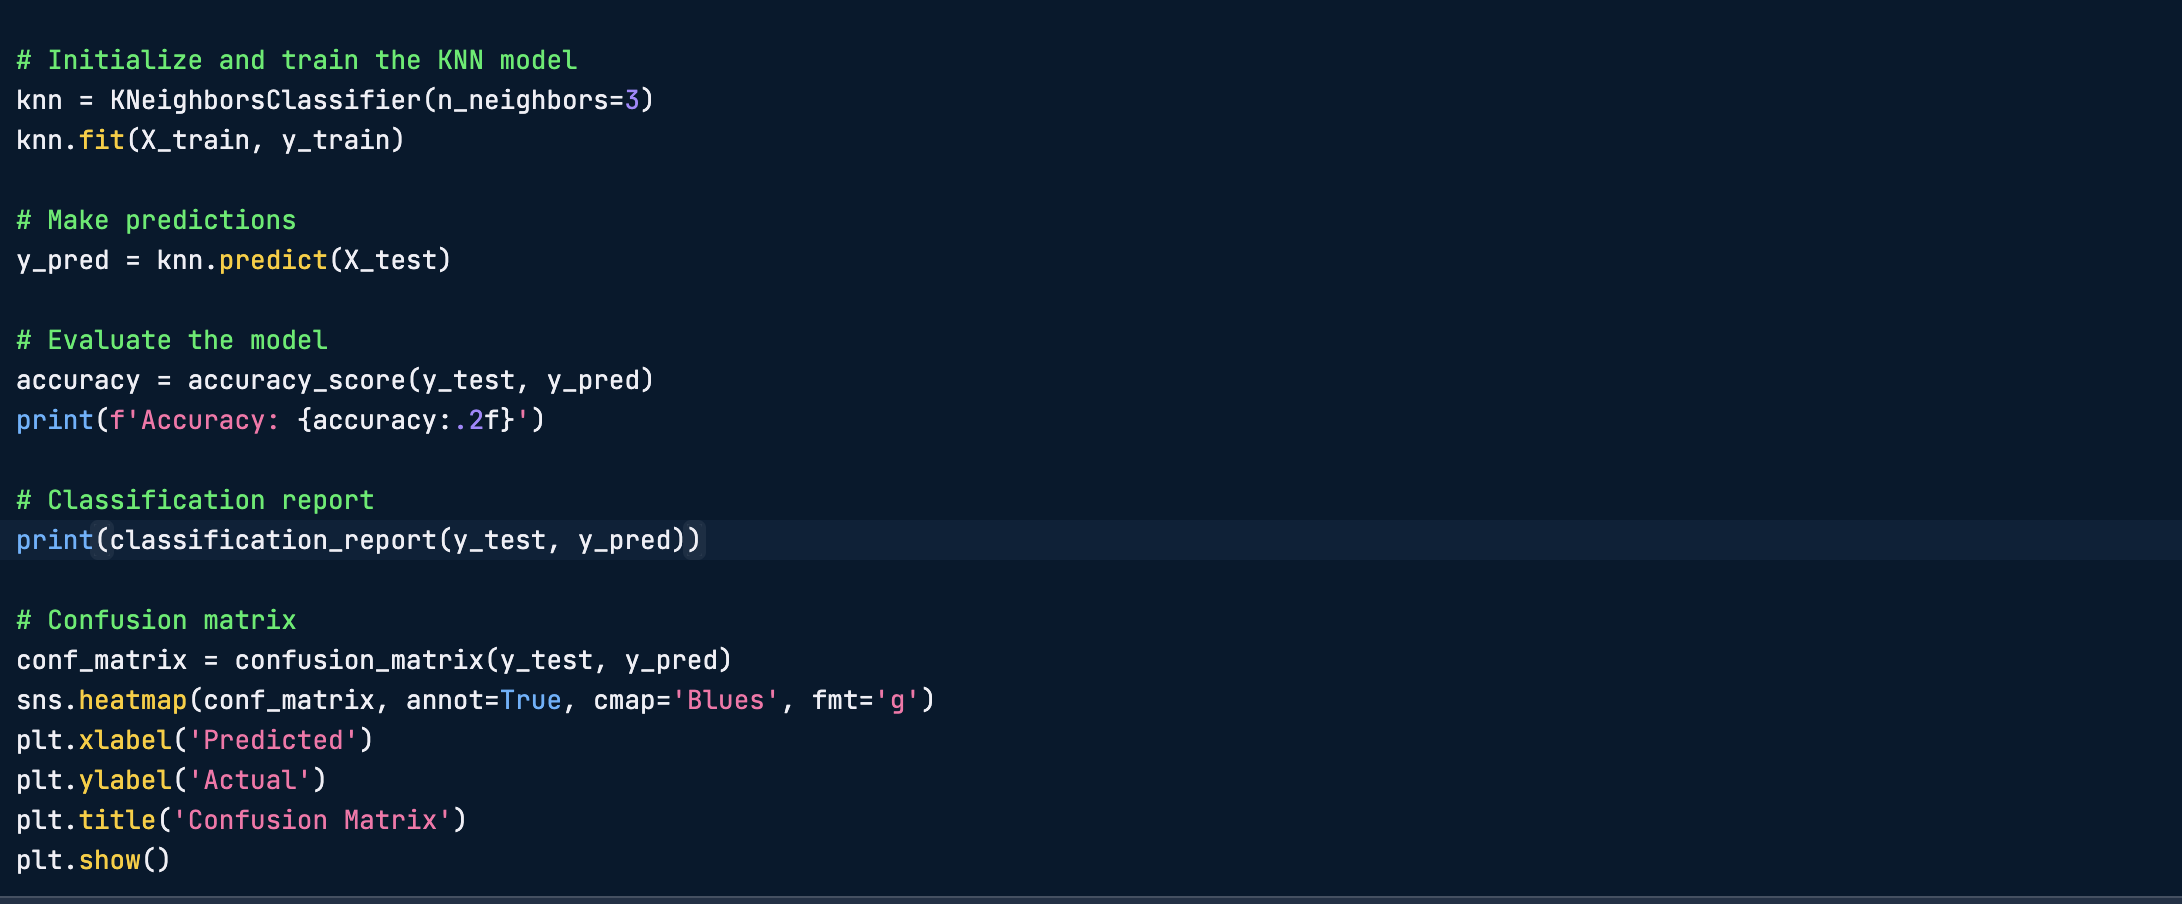 # Initialize and train the KNN model
knn = KNeighborsClassifier(n_neighbors=3)
knn.fit(X_train, y_train)
# Make predictions
y_pred = knn.predict(X_test)
# Evaluate the model
accuracy = accuracy_score(y_test, y_pred)
print(f'Accuracy: {accuracy:.2f}')
# Classification report
print(classification_report(y_test, y_pred))
# Confusion matrix
conf_matrix = confusion_matrix(y_test, y_pred)
sns.heatmap(conf_matrix, annot=True, cmap='Blues', fmt='g')
plt.xlabel('Predicted')
plt.ylabel('Actual')
plt.title('Confusion Matrix')
plt.show()